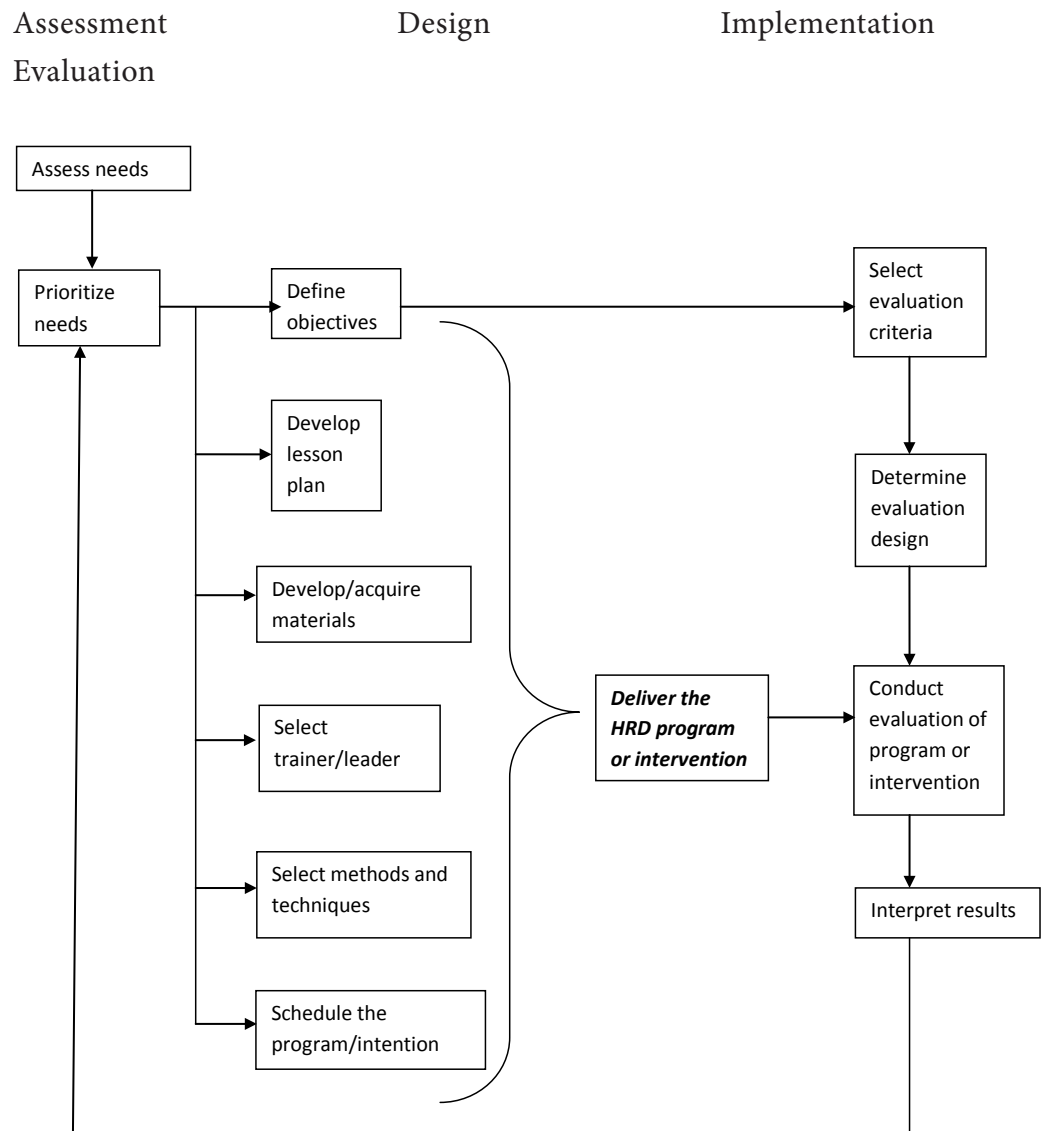 Assessment Design Implementation
Evaluation
Assess needs
Prioritize
needs
Define
objectives
Develop
lesson
plan
Develop/acquire
materials
Select
trainer/leader
Select methods and
techniques
Schedule the
program/intention
Deliver the
HRD program
or intervention
Select
evaluation
criteria
Determine
evaluation
design
Conduct
evaluation of
program or
intervention
Interpret results